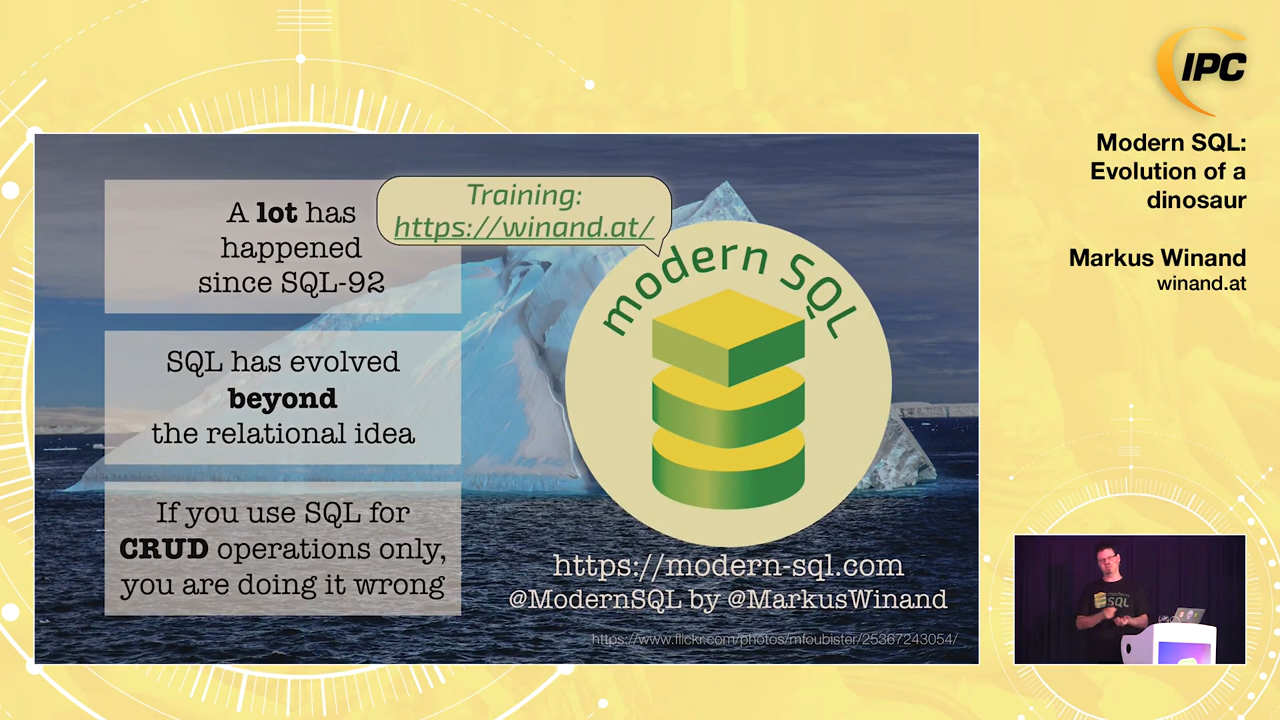 IPC
Modern SQL:
Evolution of a
dinosaur
Markus Winand
winand.at
A lot has
happened
since SQL-92
SQL has evolved
beyond
the relational idea
If you use SQL for
CRUD operations only,
you are doing it wrong
Training:
https://winand.at/
modern SQL
https://modern-sql.com
@ModernSQL by @MarkusWinand
https://www.flickr.com/photos/mfoubister/25367243054/
modern
SQL